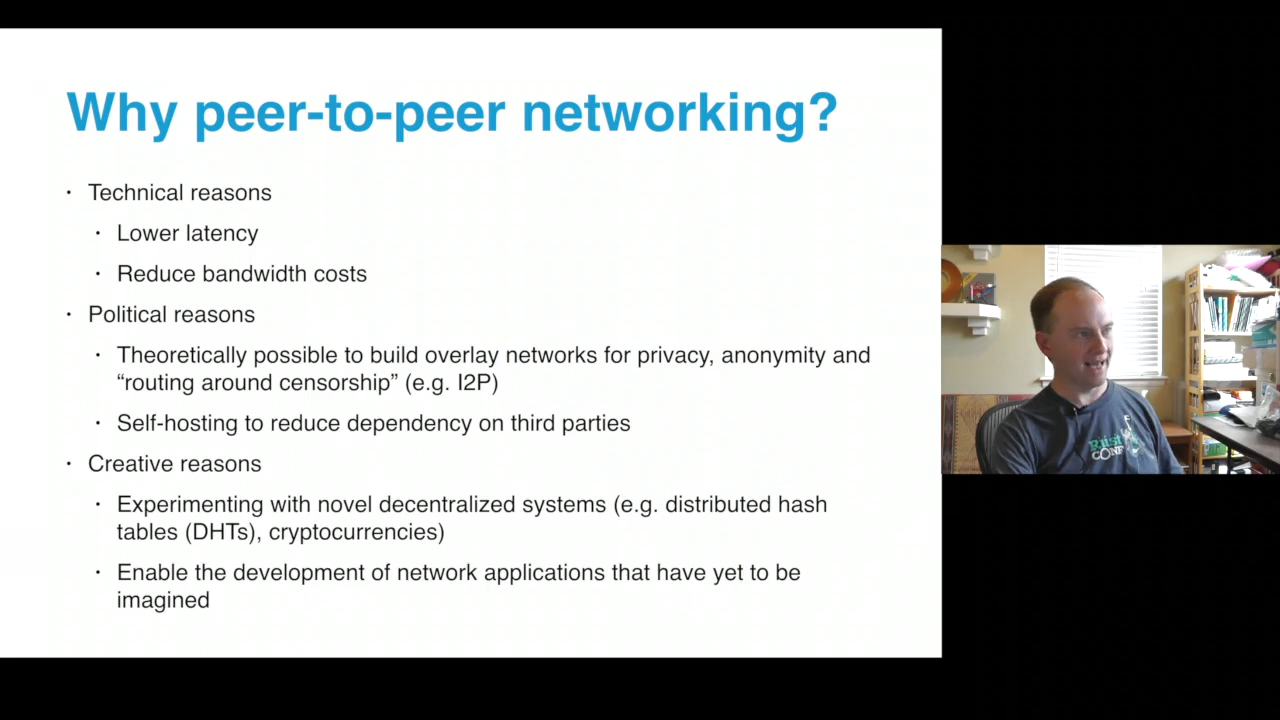 Why peer-to-peer networking?
· Technical reasons
· Lower latency
· Reduce bandwidth costs
· Political reasons
· Theoretically possible to build overlay networks for privacy, anonymity and
“routing around censorship” (e.g. I2P)
· Self-hosting to reduce dependency on third parties
· Creative reasons
· Experimenting with novel decentralized systems (e.g. distributed hash
tables (DHTs), cryptocurrencies)
· Enable the development of network applications that have yet to be
imagined
Rust
CONF